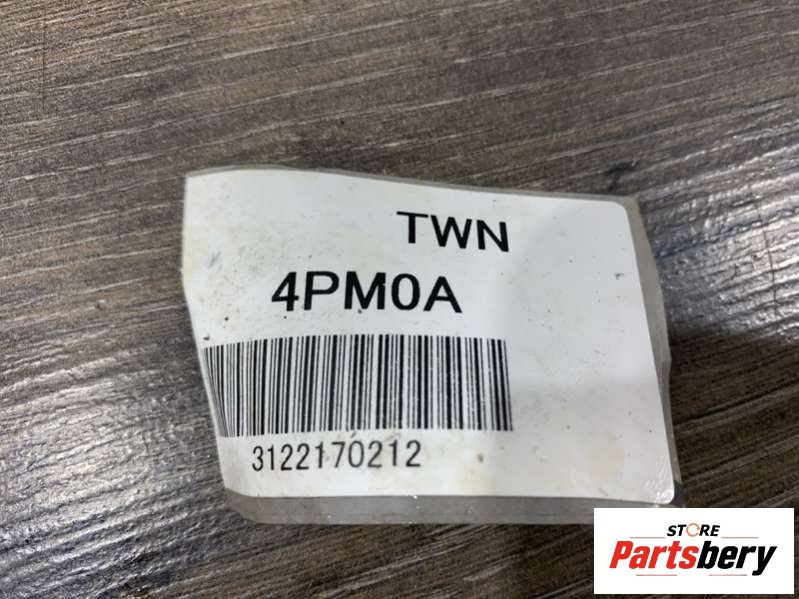 TWN
4PM0A
3122170212
STORE
Partsbery